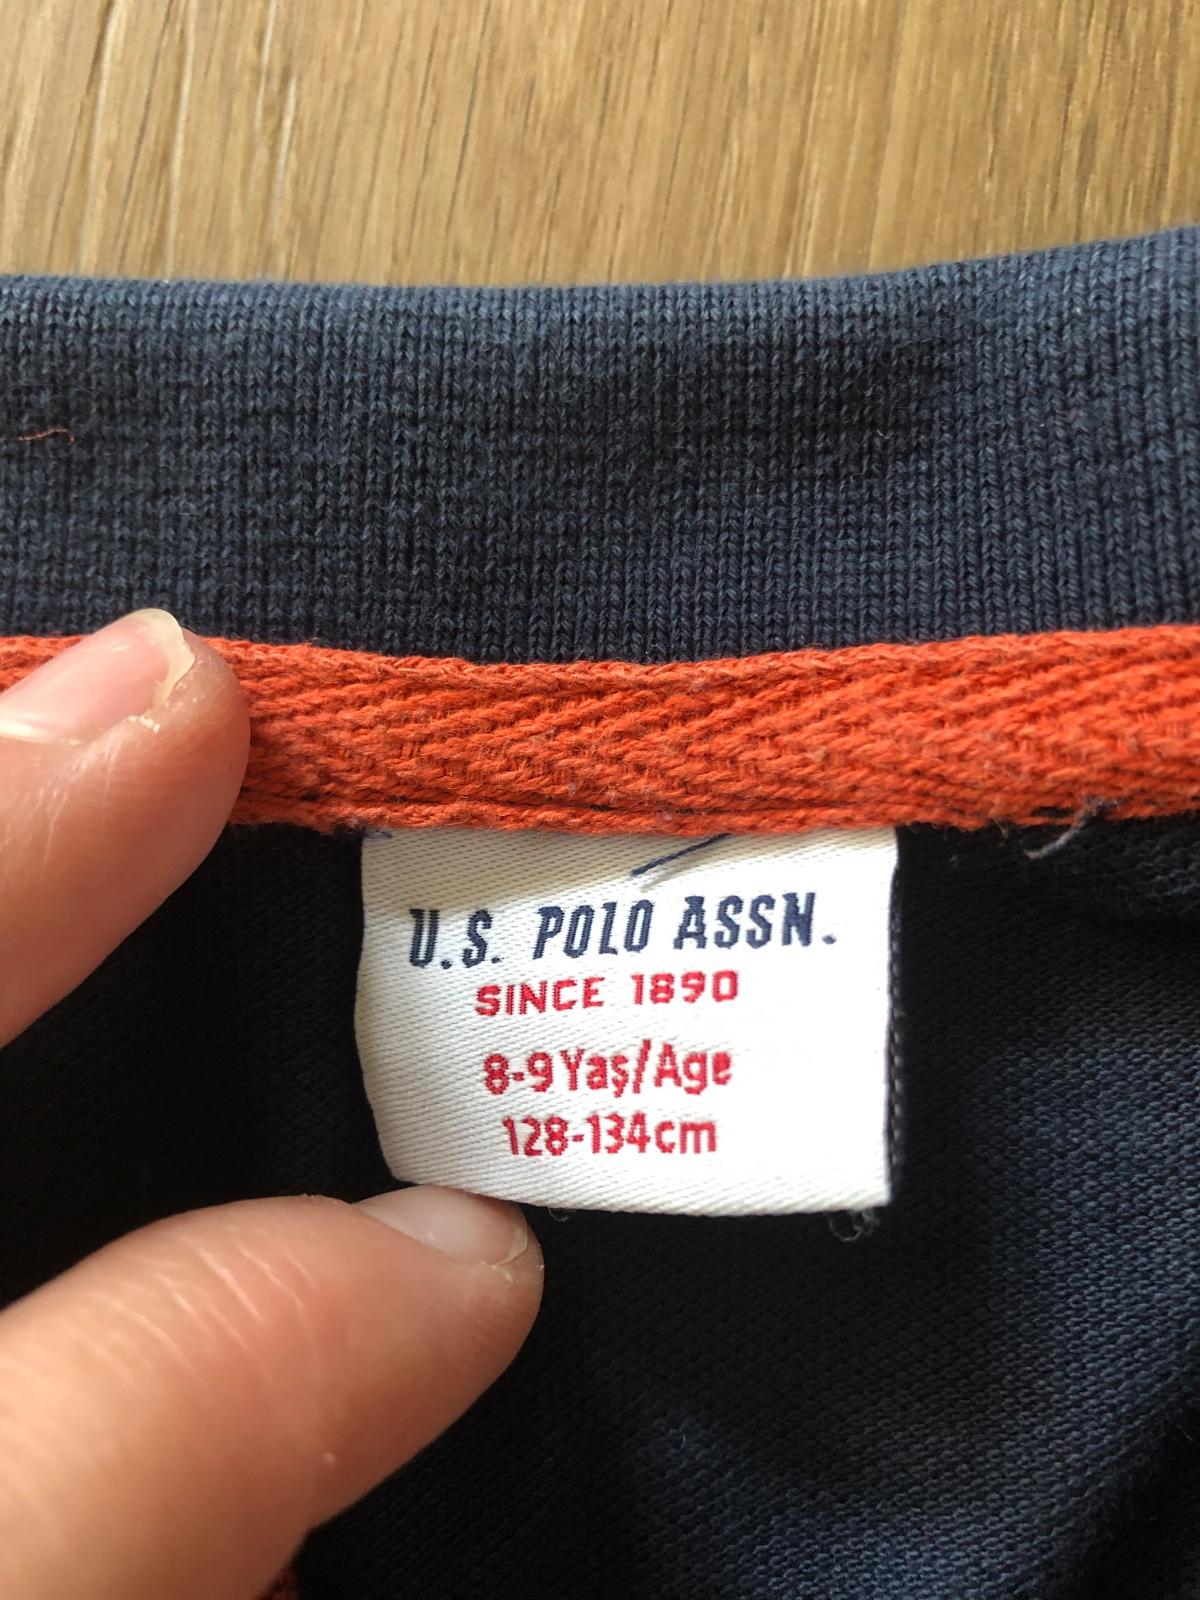 U.S. POLO ASSN.
SINCE 1890
8-9 Yaş/Age
128-134cm